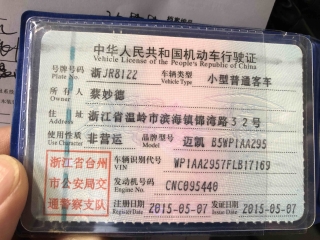 中华人民共和国机动车行驶证
Vehicle License of the People's Republic of China
号牌号码 浙JR81Z2 车辆类型 小型普通客车
Plate No. Vehicle Type
所有人 蔡妙德
Owner
住址 浙江省温岭市滨海镇锦湾路32号
Address
使用性质 非营运 品牌型号 迈凯 B5WP1AA295
Use Character Model
浙江省台州 车辆识别代号 WP1AA2957FLB17169
VIN
市公安局交 发动机号码 CNC095440
Engine No.
通警察支队 注册日期 2015-05-07 发证日期 2015-05-07
Register Date Issue Date